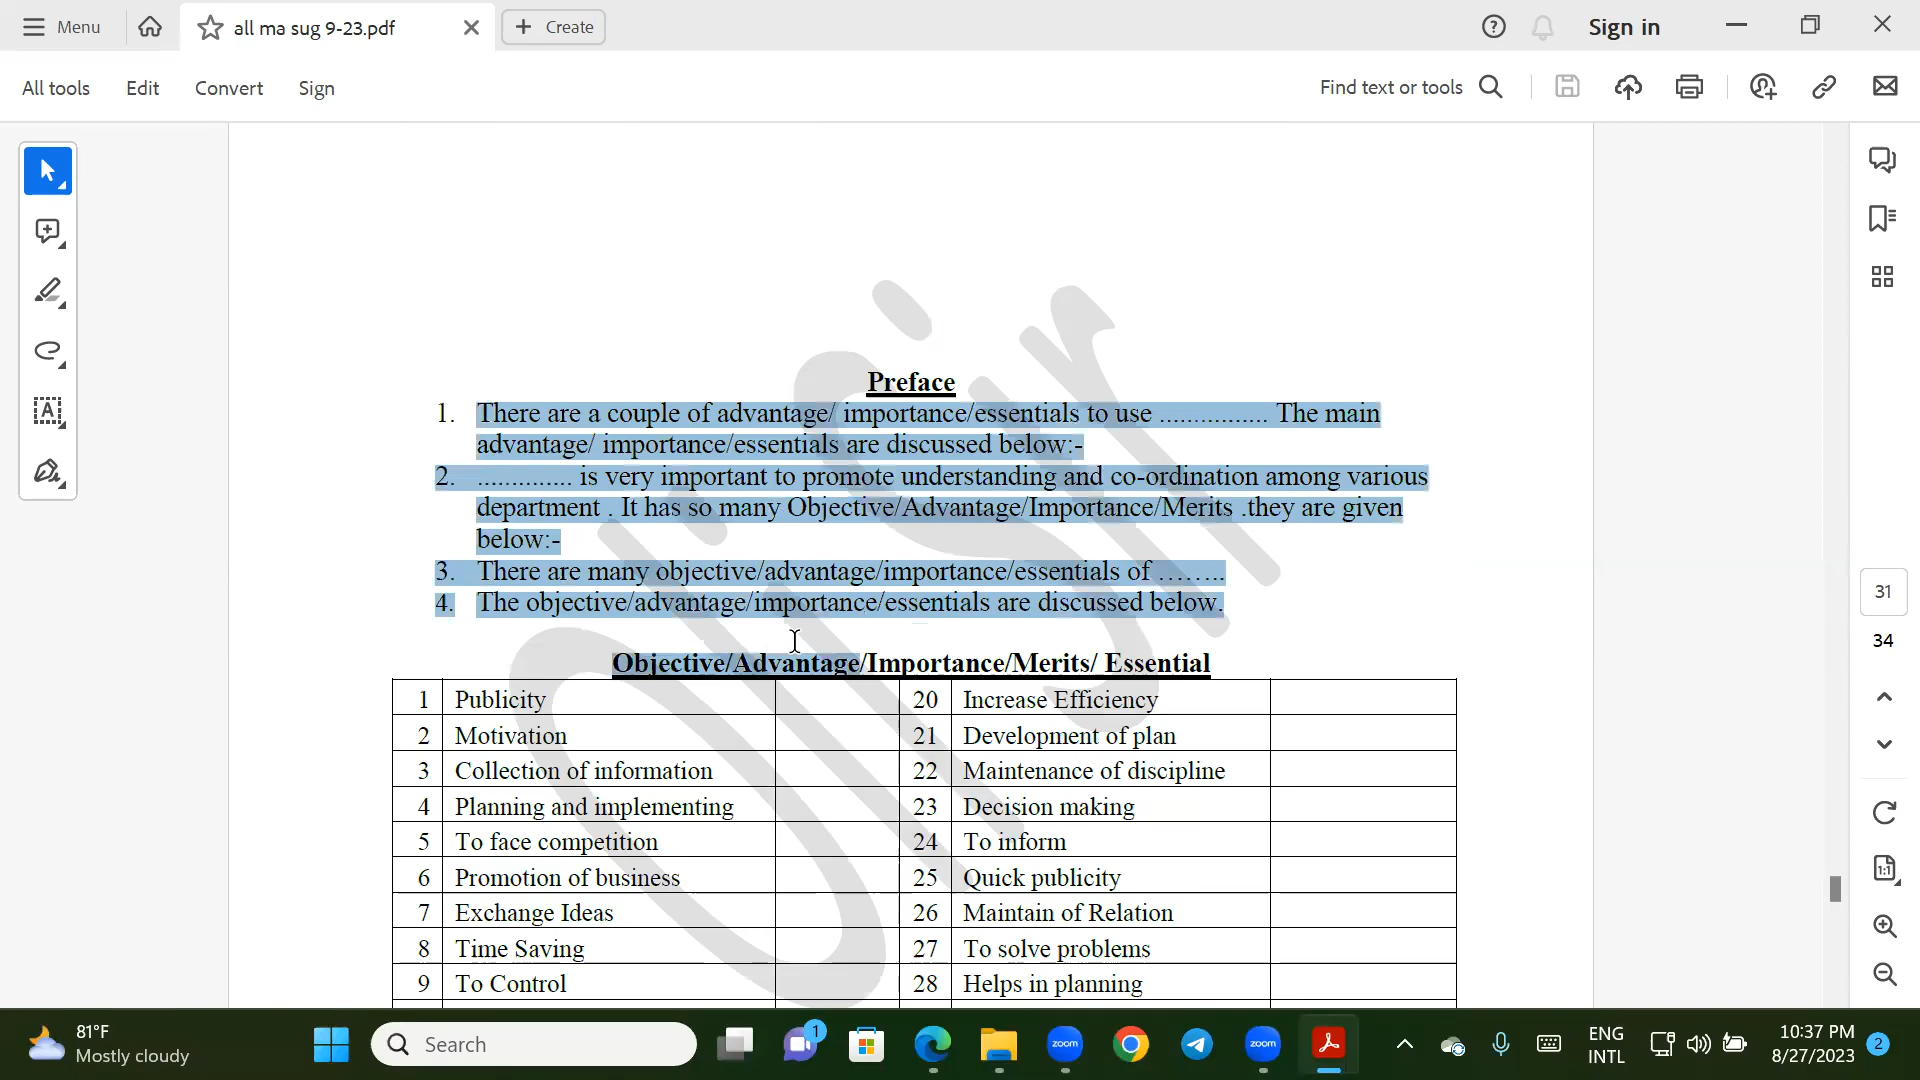 Menu
all ma sug 9-23.pdf
Create
Sign in
All tools
Edit
Convert
Sign
Find text or tools
Preface
1. There are a couple of advantage/ importance/essentials to use ................ The main
advantage/ importance/essentials are discussed below:-
2. .............. is very important to promote understanding and co-ordination among various
department . It has so many Objective/Advantage/Importance/Merits .they are given
below:-
3. There are many objective/advantage/importance/essentials of ……..
4. The objective/advantage/importance/essentials are discussed below.
Objective/Advantage/Importance/Merits/ Essential
1 Publicity 20 Increase Efficiency
2 Motivation 21 Development of plan
3 Collection of information 22 Maintenance of discipline
4 Planning and implementing 23 Decision making
5 To face competition 24 To inform
6 Promotion of business 25 Quick publicity
7 Exchange Ideas 26 Maintain of Relation
8 Time Saving 27 To solve problems
9 To Control 28 Helps in planning
31
34
1:1
81°F
Mostly cloudy
Search
1
zoom
zoom
ENG
INTL
10:37 PM
8/27/2023
2